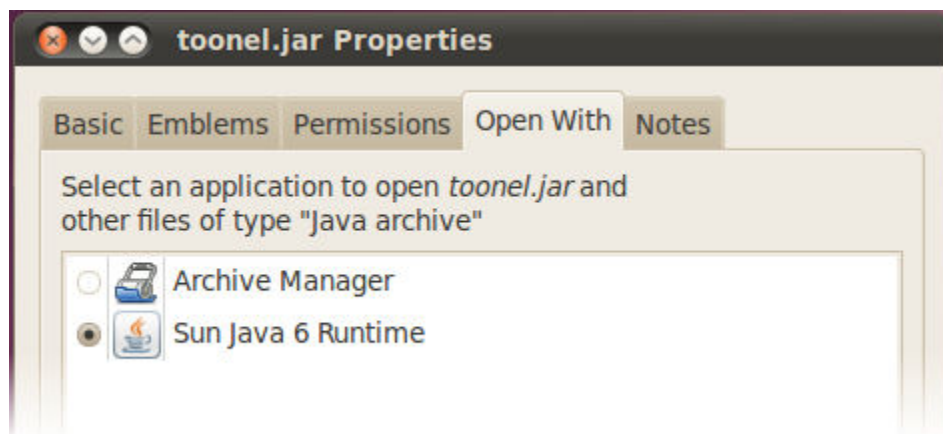 toonel.jar Properties
Basic Emblems Permissions Open With Notes
Select an application to open toonel.jar and
other files of type "Java archive"
Archive Manager
Sun Java 6 Runtime